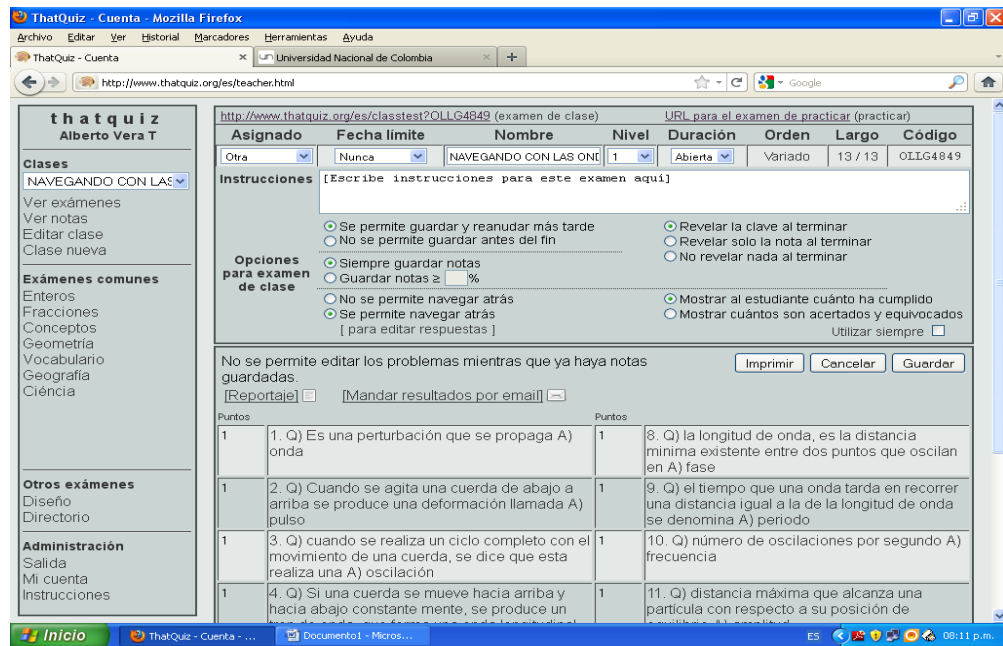 ThatQuiz - Cuenta - Mozilla Firefox
Archivo Editar Ver Historial Marcadores Herramientas Ayuda
ThatQuiz - Cuenta × Universidad Nacional de Colombia × +
http://www.thatquiz.org/es/teacher.html Google
thatquiz
Alberto Vera T
Clases
NAVEGANDO CON LAS
Ver exámenes
Ver notas
Editar clase
Clase nueva
Exámenes comunes
Enteros
Fracciones
Conceptos
Geometría
Vocabulario
Geografía
Ciéncia
Otros exámenes
Diseño
Directorio
Administración
Salida
Mi cuenta
Instrucciones
http://www.thatquiz.org/es/classtest?OLLG4849 (examen de clase) URL para el examen de practicar (practicar)
Asignado Fecha límite Nombre Nivel Duración Orden Largo Código
Otra Nunca NAVEGANDO CON LAS OND 1 Abierta Variado 13 / 13 OLLG4849
Instrucciones [Escribe instrucciones para este examen aquí]
Opciones para examen de clase
Se permite guardar y reanudar más tarde
No se permite guardar antes del fin
Siempre guardar notas
Guardar notas ≥ %
No se permite navegar atrás
Se permite navegar atrás
[ para editar respuestas ]
Revelar la clave al terminar
Revelar solo la nota al terminar
No revelar nada al terminar
Mostrar al estudiante cuánto ha cumplido
Mostrar cuántos son acertados y equivocados
Utilizar siempre
No se permite editar los problemas mientras que ya haya notas
guardadas.
Imprimir Cancelar Guardar
[Reportaje] [Mandar resultados por email]
Puntos
1 1. Q) Es una perturbación que se propaga A)
onda
1 2. Q) Cuando se agita una cuerda de abajo a
arriba se produce una deformación llamada A)
pulso
1 3. Q) cuando se realiza un ciclo completo con el
movimiento de una cuerda, se dice que esta
realiza una A) oscilación
1 4. Q) Si una cuerda se mueve hacia arriba y
hacia abajo constante mente, se produce un
Puntos
1 8. Q) la longitud de onda, es la distancia
minima existente entre dos puntos que oscilan
en A) fase
1 9. Q) el tiempo que una onda tarda en recorrer
una distancia igual a la de la longitud de onda
se denomina A) periodo
1 10. Q) número de oscilaciones por segundo A)
frecuencia
1 11. Q) distancia máxima que alcanza una
partícula con respecto a su posición de
Inicio ThatQuiz - Cuenta - ... Documento1 - Micros... ES 08:11 p.m.